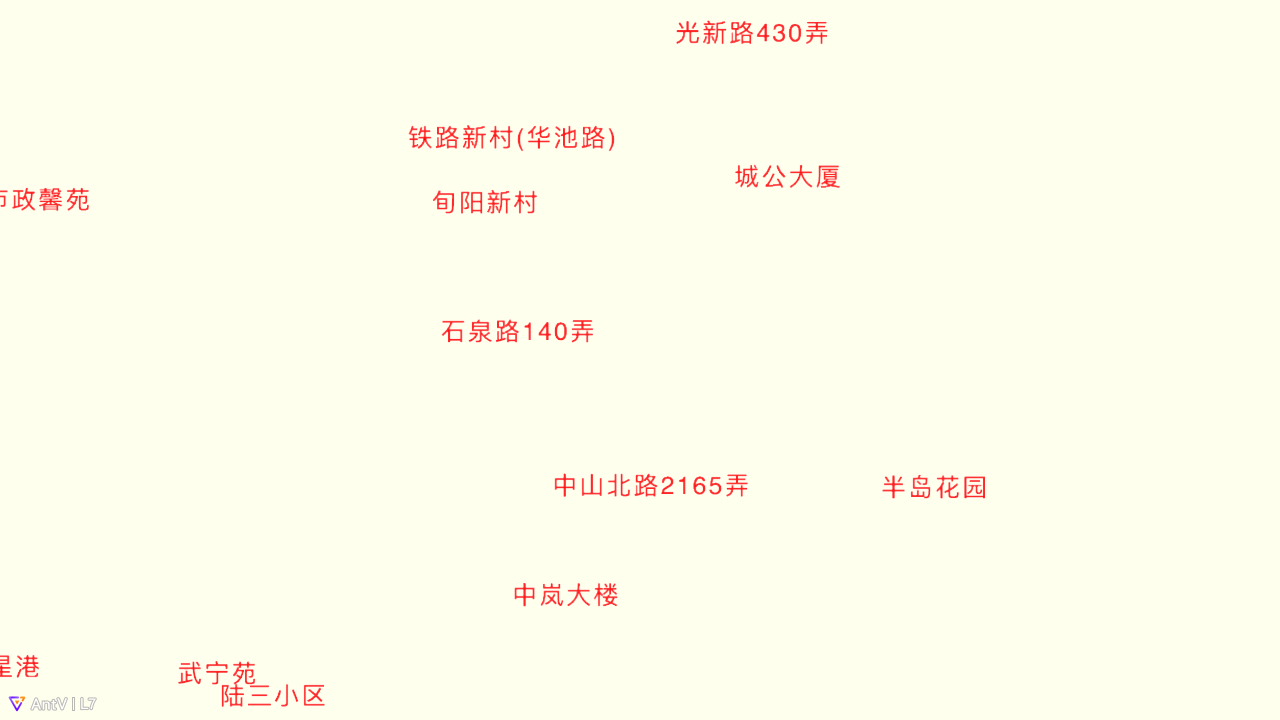 光新路430弄
铁路新村(华池路)
城公大厦
市政馨苑
旬阳新村
石泉路140弄
中山北路2165弄
半岛花园
中岚大楼
星港
武宁苑
陆三小区
AntV | L7